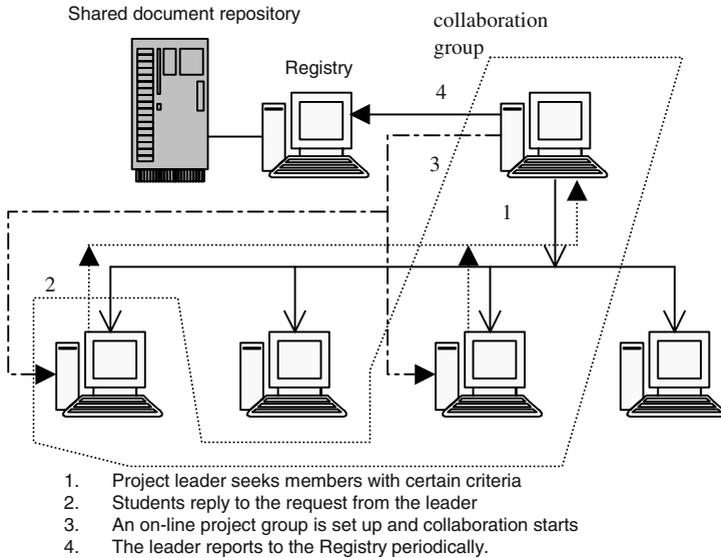 Shared document repository
collaboration
group
Registry
4
3
1
2
1. Project leader seeks members with certain criteria
2. Students reply to the request from the leader
3. An on-line project group is set up and collaboration starts
4. The leader reports to the Registry periodically.